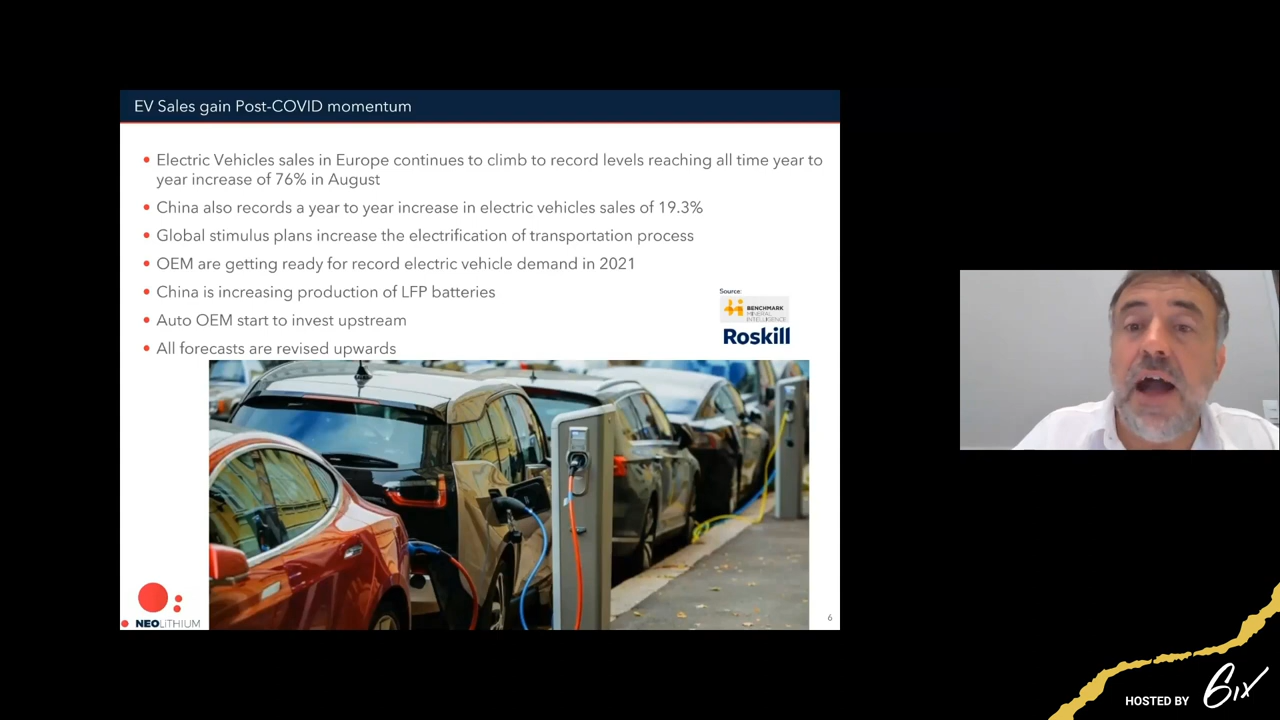 EV Sales gain Post-COVID momentum
• Electric Vehicles sales in Europe continues to climb to record levels reaching all time year to
year increase of 76% in August
• China also records a year to year increase in electric vehicles sales of 19.3%
• Global stimulus plans increase the electrification of transportation process
• OEM are getting ready for record electric vehicle demand in 2021
• China is increasing production of LFP batteries
• Auto OEM start to invest upstream
• All forecasts are revised upwards
Source:
BENCHMARK
MINERAL
INTELLIGENCE
Roskill
NEOLITHIUM
6
HOSTED BY 6ix